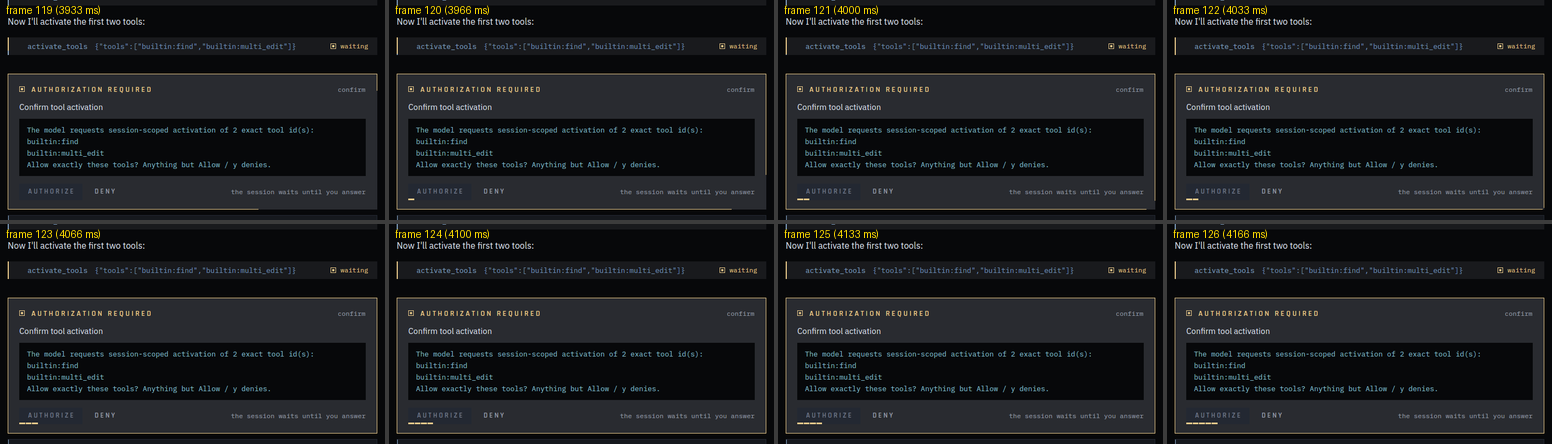 frame 119 (3933 ms)
Now I'll activate the first two tools:
activate_tools {"tools":["builtin:find","builtin:multi_edit"]} waiting
AUTHORIZATION REQUIRED confirm
Confirm tool activation
The model requests session-scoped activation of 2 exact tool id(s):
builtin:find
builtin:multi_edit
Allow exactly these tools? Anything but Allow / y denies.
AUTHORIZE DENY the session waits until you answer
frame 120 (3966 ms)
Now I'll activate the first two tools:
activate_tools {"tools":["builtin:find","builtin:multi_edit"]} waiting
AUTHORIZATION REQUIRED confirm
Confirm tool activation
The model requests session-scoped activation of 2 exact tool id(s):
builtin:find
builtin:multi_edit
Allow exactly these tools? Anything but Allow / y denies.
AUTHORIZE DENY the session waits until you answer
frame 121 (4000 ms)
Now I'll activate the first two tools:
activate_tools {"tools":["builtin:find","builtin:multi_edit"]} waiting
AUTHORIZATION REQUIRED confirm
Confirm tool activation
The model requests session-scoped activation of 2 exact tool id(s):
builtin:find
builtin:multi_edit
Allow exactly these tools? Anything but Allow / y denies.
AUTHORIZE DENY the session waits until you answer
frame 122 (4033 ms)
Now I'll activate the first two tools:
activate_tools {"tools":["builtin:find","builtin:multi_edit"]} waiting
AUTHORIZATION REQUIRED confirm
Confirm tool activation
The model requests session-scoped activation of 2 exact tool id(s):
builtin:find
builtin:multi_edit
Allow exactly these tools? Anything but Allow / y denies.
AUTHORIZE DENY the session waits until you answer
frame 123 (4066 ms)
Now I'll activate the first two tools:
activate_tools {"tools":["builtin:find","builtin:multi_edit"]} waiting
AUTHORIZATION REQUIRED confirm
Confirm tool activation
The model requests session-scoped activation of 2 exact tool id(s):
builtin:find
builtin:multi_edit
Allow exactly these tools? Anything but Allow / y denies.
AUTHORIZE DENY the session waits until you answer
frame 124 (4100 ms)
Now I'll activate the first two tools:
activate_tools {"tools":["builtin:find","builtin:multi_edit"]} waiting
AUTHORIZATION REQUIRED confirm
Confirm tool activation
The model requests session-scoped activation of 2 exact tool id(s):
builtin:find
builtin:multi_edit
Allow exactly these tools? Anything but Allow / y denies.
AUTHORIZE DENY the session waits until you answer
frame 125 (4133 ms)
Now I'll activate the first two tools:
activate_tools {"tools":["builtin:find","builtin:multi_edit"]} waiting
AUTHORIZATION REQUIRED confirm
Confirm tool activation
The model requests session-scoped activation of 2 exact tool id(s):
builtin:find
builtin:multi_edit
Allow exactly these tools? Anything but Allow / y denies.
AUTHORIZE DENY the session waits until you answer
frame 126 (4166 ms)
Now I'll activate the first two tools:
activate_tools {"tools":["builtin:find","builtin:multi_edit"]} waiting
AUTHORIZATION REQUIRED confirm
Confirm tool activation
The model requests session-scoped activation of 2 exact tool id(s):
builtin:find
builtin:multi_edit
Allow exactly these tools? Anything but Allow / y denies.
AUTHORIZE DENY the session waits until you answer